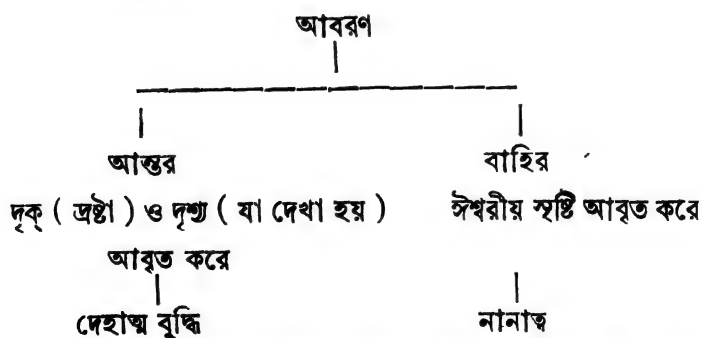 আবরণ
আন্তর বাহির
দৃক্ ( দ্রষ্টা ) ও দৃশ্য ( যা দেখা হয় ) ঈশ্বরীয় সৃষ্টি আবৃত করে
আবৃত করে
দেহাত্ম বুদ্ধি নানাত্ব